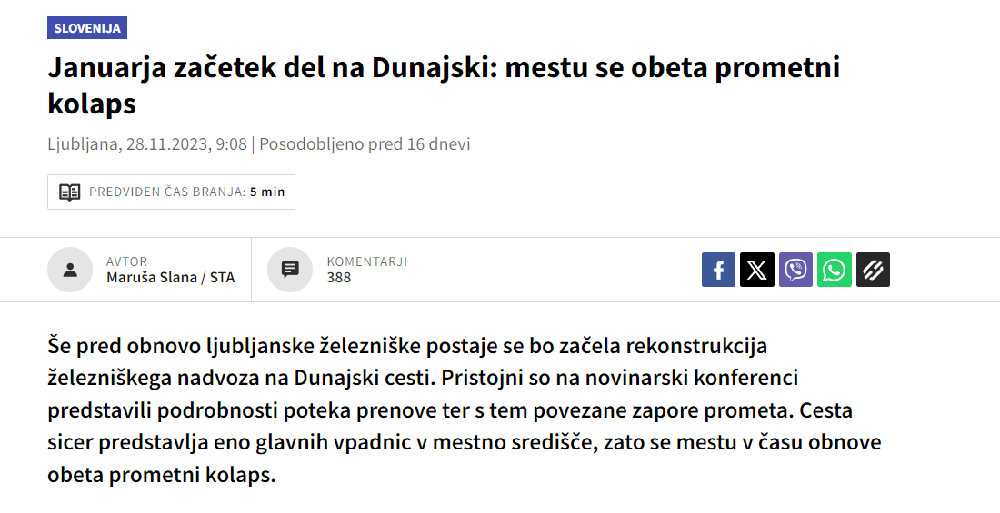 SLOVENIJA
Januarja začetek del na Dunajski: mestu se obeta prometni
kolaps
Ljubljana, 28.11.2023, 9:08 | Posodobljeno pred 16 dnevi
PREDVIDEN ČAS BRANJA: 5 min
AVTOR
Maruša Slana / STA
KOMENTARJI
388
Še pred obnovo ljubljanske železniške postaje se bo začela rekonstrukcija
železniškega nadvoza na Dunajski cesti. Pristojni so na novinarski konferenci
predstavili podrobnosti poteka prenove ter s tem povezane zapore prometa. Cesta
sicer predstavlja eno glavnih vpadnic v mestno središče, zato se mestu v času obnove
obeta prometni kolaps.